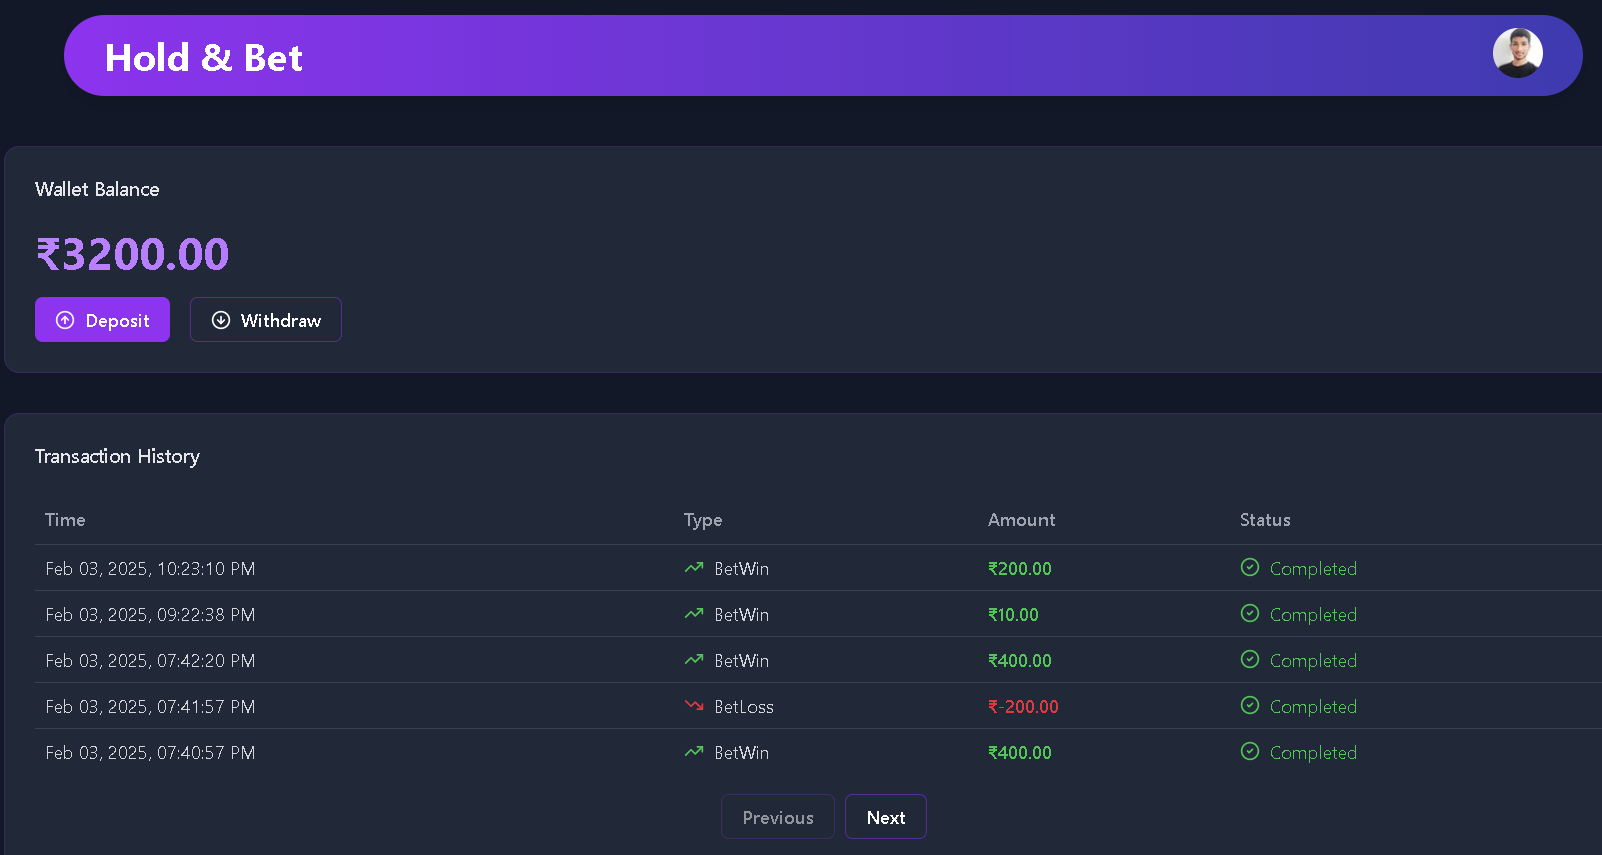 Hold & Bet
Wallet Balance
₹3200.00
Deposit Withdraw
Transaction History
Time Type Amount Status
Feb 03, 2025, 10:23:10 PM BetWin ₹200.00 Completed
Feb 03, 2025, 09:22:38 PM BetWin ₹10.00 Completed
Feb 03, 2025, 07:42:20 PM BetWin ₹400.00 Completed
Feb 03, 2025, 07:41:57 PM BetLoss ₹-200.00 Completed
Feb 03, 2025, 07:40:57 PM BetWin ₹400.00 Completed
Previous Next